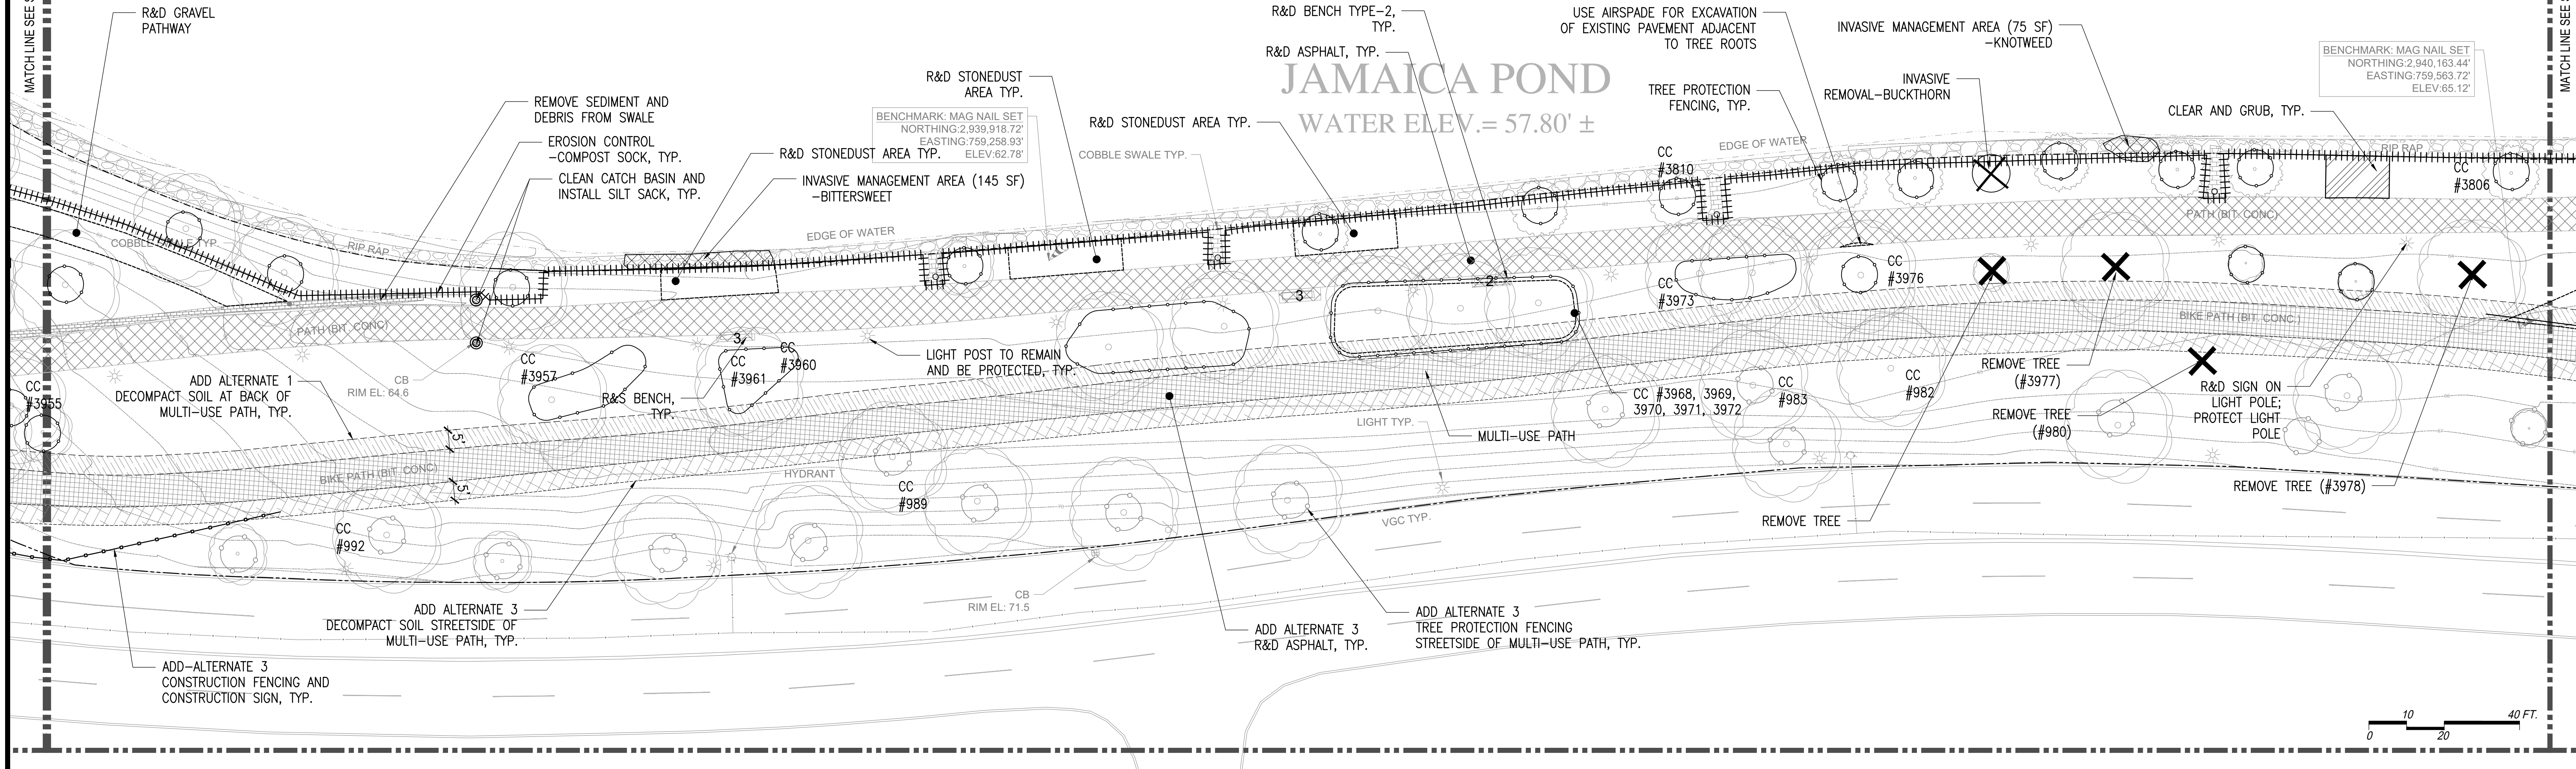 MATCH LINE SEE S
R&D GRAVEL
PATHWAY
REMOVE SEDIMENT AND
DEBRIS FROM SWALE
EROSION CONTROL
-COMPOST SOCK, TYP.
CLEAN CATCH BASIN AND
INSTALL SILT SACK, TYP.
COBBLE SWALE TYP.
RIP RAP
PATH (BIT. CONC)
R&D STONEDUST
AREA TYP.
BENCHMARK: MAG NAIL SET
NORTHING:2,939,918.72'
EASTING:759,258.93'
ELEV:62.78'
R&D STONEDUST AREA TYP.
INVASIVE MANAGEMENT AREA (145 SF)
-BITTERSWEET
EDGE OF WATER
R&D BENCH TYPE-2,
TYP.
R&D ASPHALT, TYP.
JAMAICA POND
WATER ELEV.= 57.80' ±
R&D STONEDUST AREA TYP.
COBBLE SWALE TYP.
USE AIRSPADE FOR EXCAVATION
OF EXISTING PAVEMENT ADJACENT
TO TREE ROOTS
TREE PROTECTION
FENCING, TYP.
INVASIVE MANAGEMENT AREA (75 SF)
-KNOTWEED
INVASIVE
REMOVAL-BUCKTHORN
CLEAR AND GRUB, TYP.
BENCHMARK: MAG NAIL SET
NORTHING:2,940,163.44'
EASTING:759,563.72'
ELEV:65.12'
MATCH LINE SEE S
CC
#3810
EDGE OF WATER
RIP RAP
CC
#3806
PATH (BIT. CONC)
CC
#3955
ADD ALTERNATE 1
DECOMPACT SOIL AT BACK OF
MULTI-USE PATH, TYP.
CB
RIM EL: 64.6
CC
#3957
3
CC
#3961
CC
#3960
R&S BENCH,
TYP.
LIGHT POST TO REMAIN
AND BE PROTECTED, TYP.
3
2
CC
#3973
CC
#3976
CC #3968, 3969,
3970, 3971, 3972
CC
#983
CC
#982
MULTI-USE PATH
LIGHT TYP.
BIKE PATH (BIT. CONC.)
REMOVE TREE
(#3977)
REMOVE TREE
(#980)
R&D SIGN ON
LIGHT POLE;
PROTECT LIGHT
POLE
REMOVE TREE (#3978)
REMOVE TREE
5'
5'
BIKE PATH (BIT. CONC)
HYDRANT
CC
#989
CC
#992
VGC TYP.
CB
RIM EL: 71.5
ADD ALTERNATE 3
DECOMPACT SOIL STREETSIDE OF
MULTI-USE PATH, TYP.
ADD-ALTERNATE 3
CONSTRUCTION FENCING AND
CONSTRUCTION SIGN, TYP.
ADD ALTERNATE 3
R&D ASPHALT, TYP.
ADD ALTERNATE 3
TREE PROTECTION FENCING
STREETSIDE OF MULTI-USE PATH, TYP.
10 40 FT.
0 20